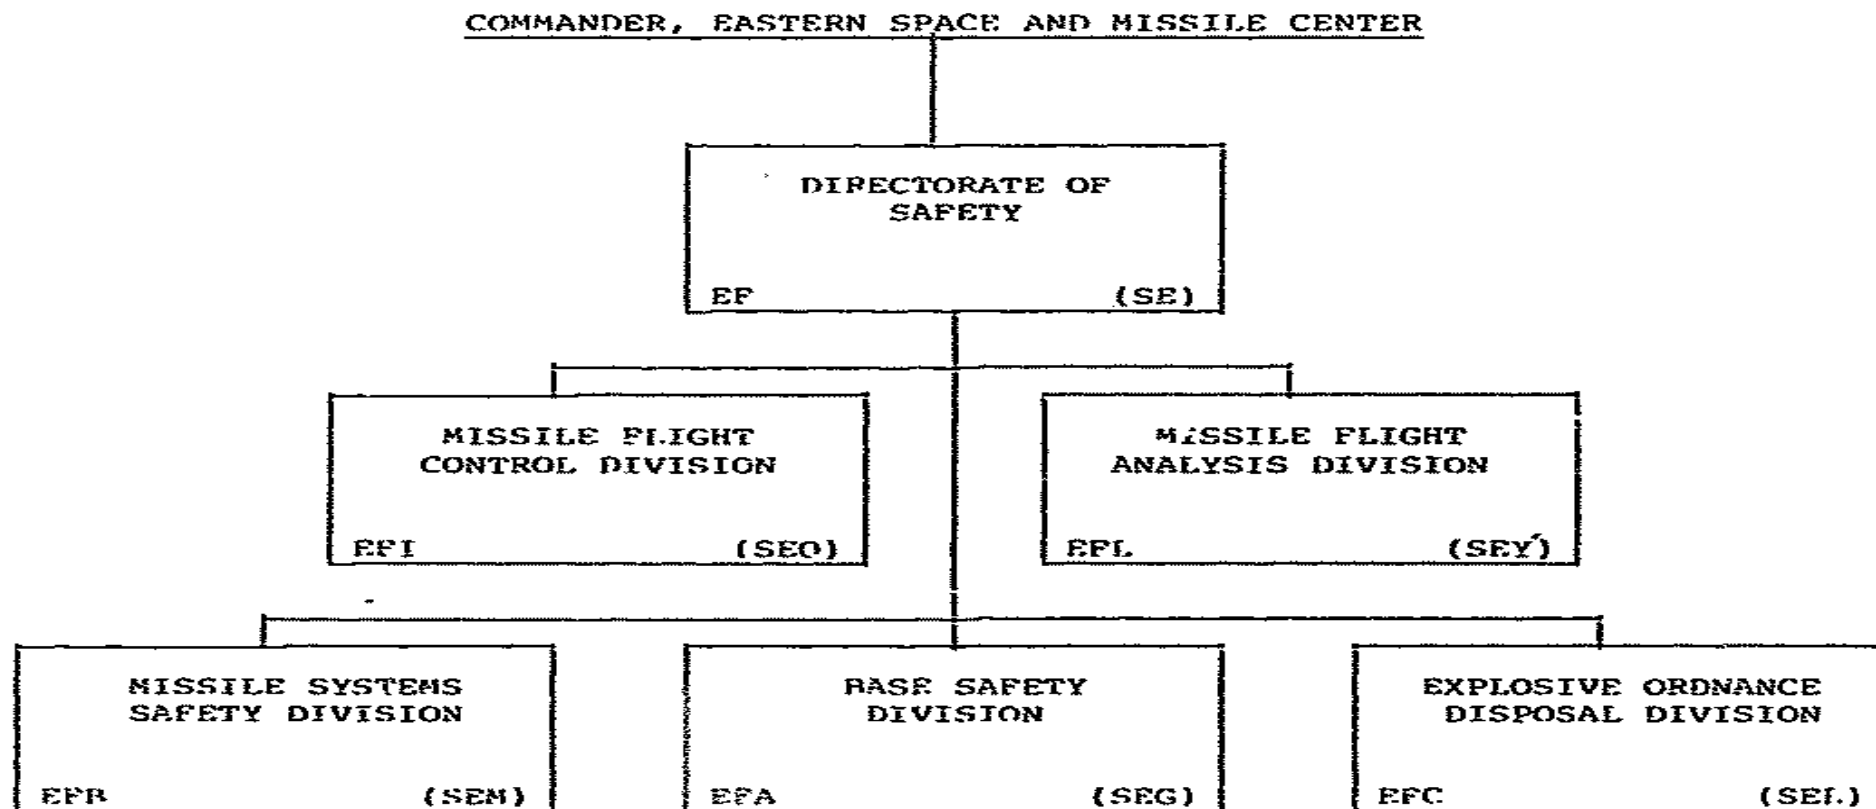 COMMANDER, EASTERN SPACE AND MISSILE CENTER
DIRECTORATE OF
SAFETY
EF (SE)
MISSILE FLIGHT
CONTROL DIVISION
EFI (SEO)
MISSILE FLIGHT
ANALYSIS DIVISION
EFL (SEY)
MISSILE SYSTEMS
SAFETY DIVISION
EFB (SEM)
BASE SAFETY
DIVISION
EFA (SEG)
EXPLOSIVE ORDNANCE
DISPOSAL DIVISION
EFC